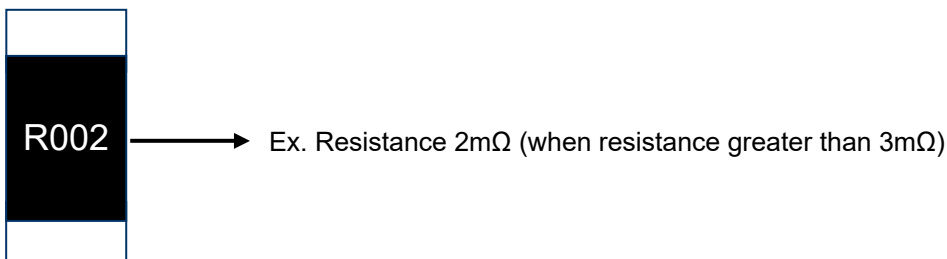 R002
Ex. Resistance 2mΩ (when resistance greater than 3mΩ)